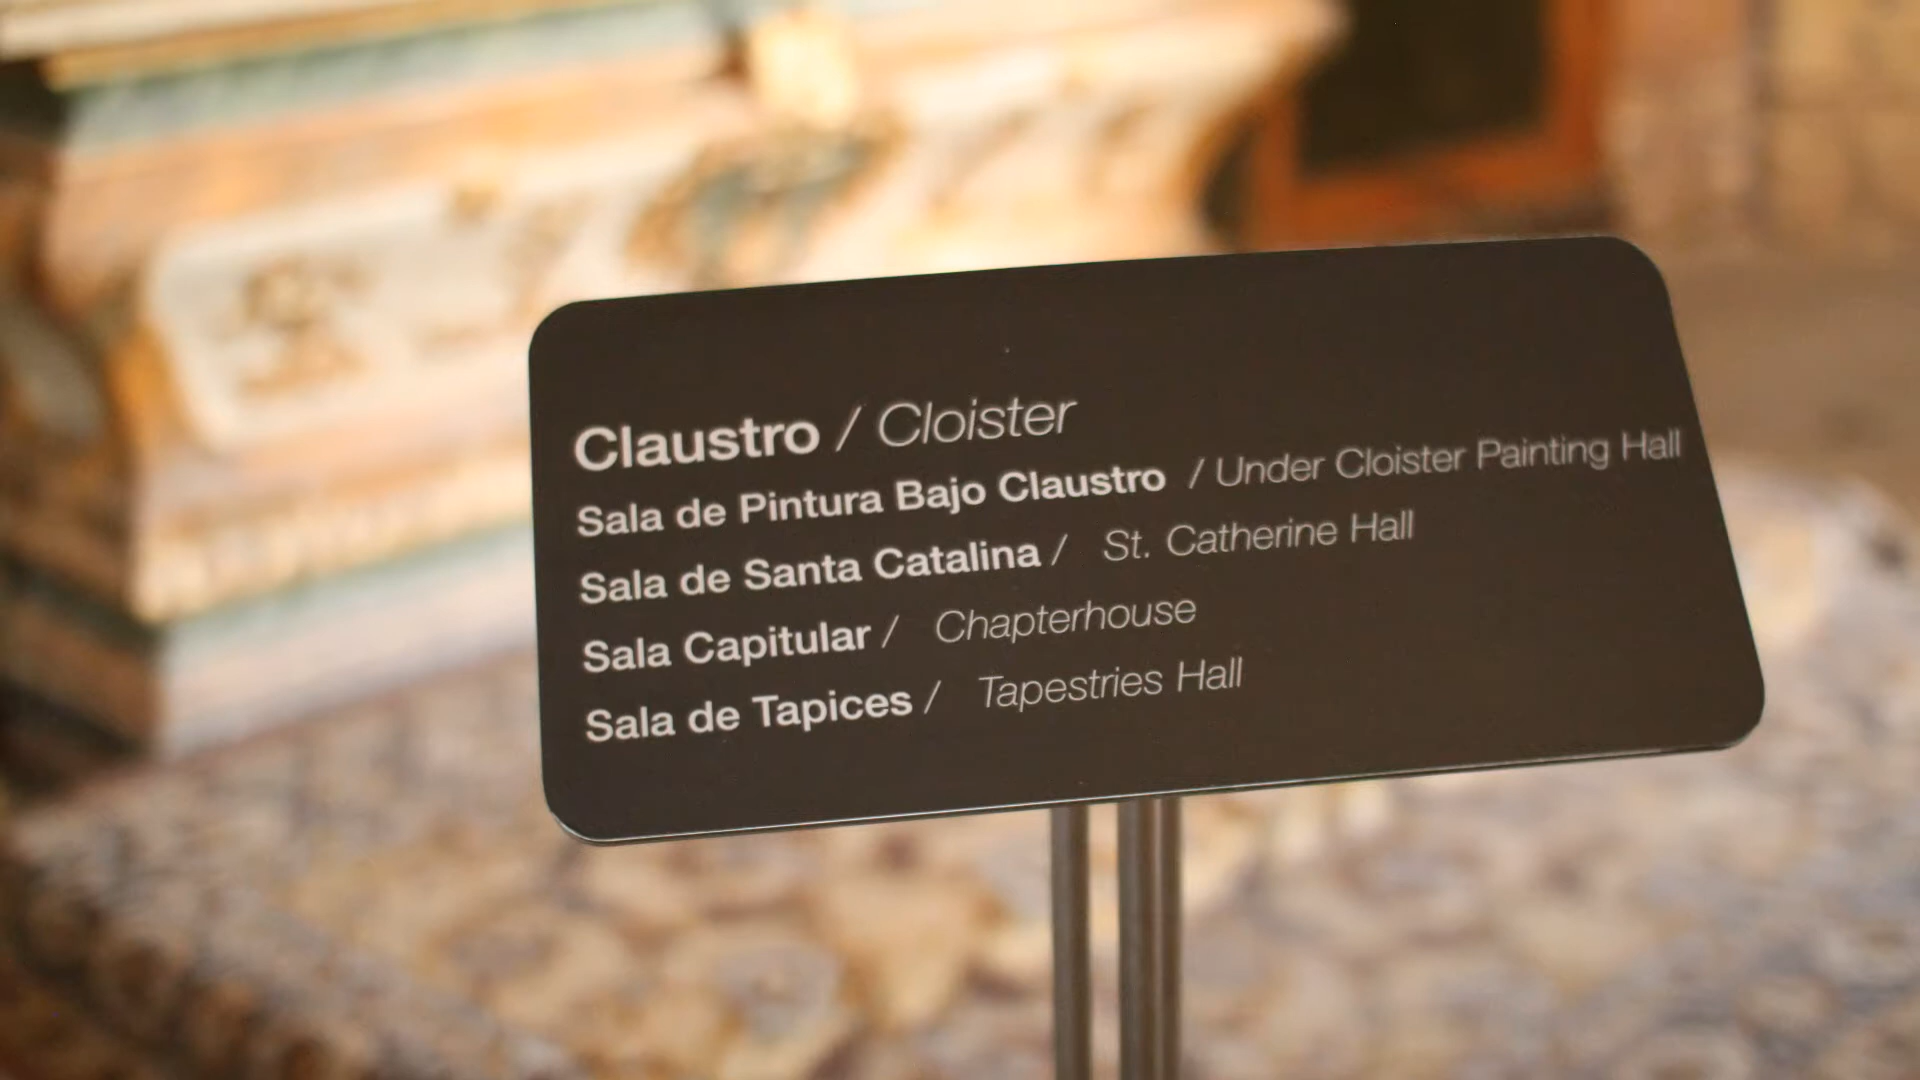 Claustro / Cloister
Sala de Pintura Bajo Claustro / Under Cloister Painting Hall
Sala de Santa Catalina / St. Catherine Hall
Sala Capitular / Chapterhouse
Sala de Tapices / Tapestries Hall